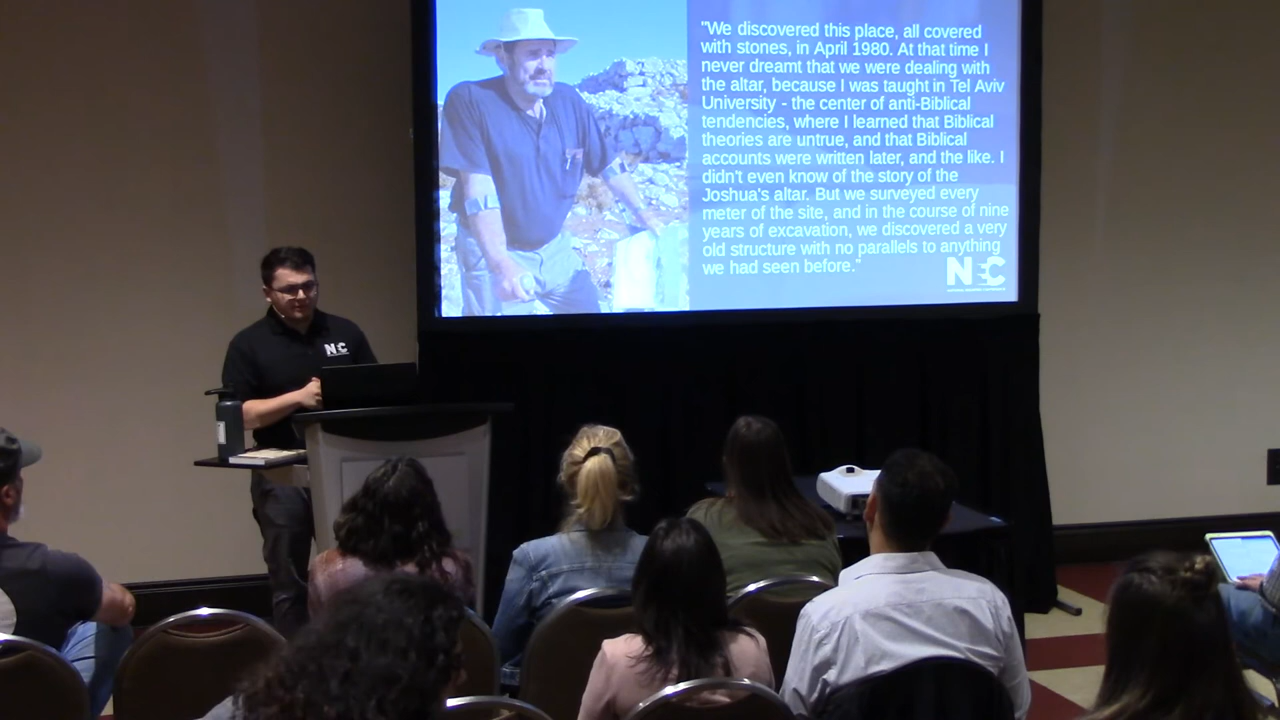 "We discovered this place, all covered
with stones, in April 1980. At that time I
never dreamt that we were dealing with
the altar, because I was taught in Tel Aviv
University - the center of anti-Biblical
tendencies, where I learned that Biblical
theories are untrue, and that Biblical
accounts were written later, and the like. I
didn't even know of the story of the
Joshua's altar. But we surveyed every
meter of the site, and in the course of nine
years of excavation, we discovered a very
old structure with no parallels to anything
we had seen before."